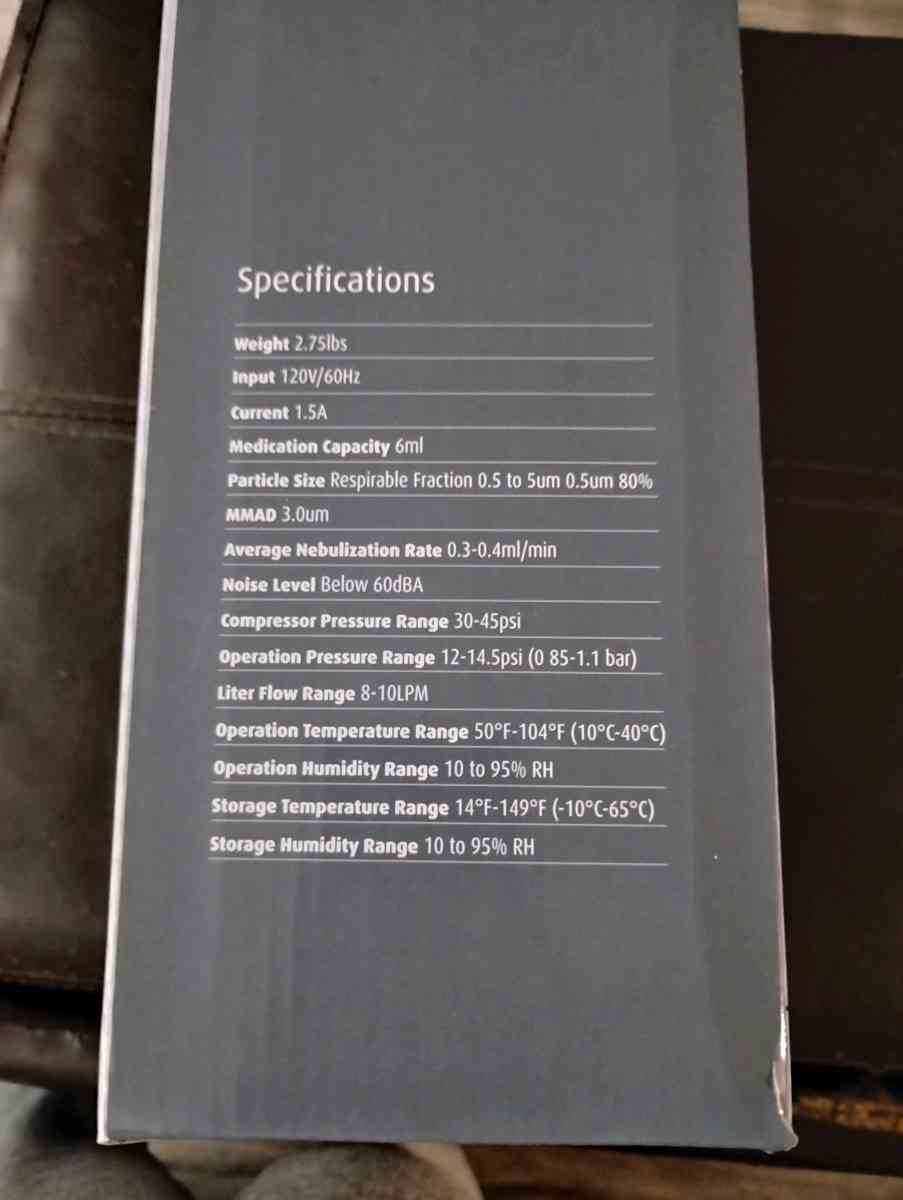 Specifications
Weight 2.75lbs
Input 120V/60Hz
Current 1.5A
Medication Capacity 6ml
Particle Size Respirable Fraction 0.5 to 5um 0.5um 80%
MMAD 3.0um
Average Nebulization Rate 0.3-0.4ml/min
Noise Level Below 60dBA
Compressor Pressure Range 30-45psi
Operation Pressure Range 12-14.5psi (0 85-1.1 bar)
Liter Flow Range 8-10LPM
Operation Temperature Range 50°F-104°F (10°C-40°C)
Operation Humidity Range 10 to 95% RH
Storage Temperature Range 14°F-149°F (-10°C-65°C)
Storage Humidity Range 10 to 95% RH